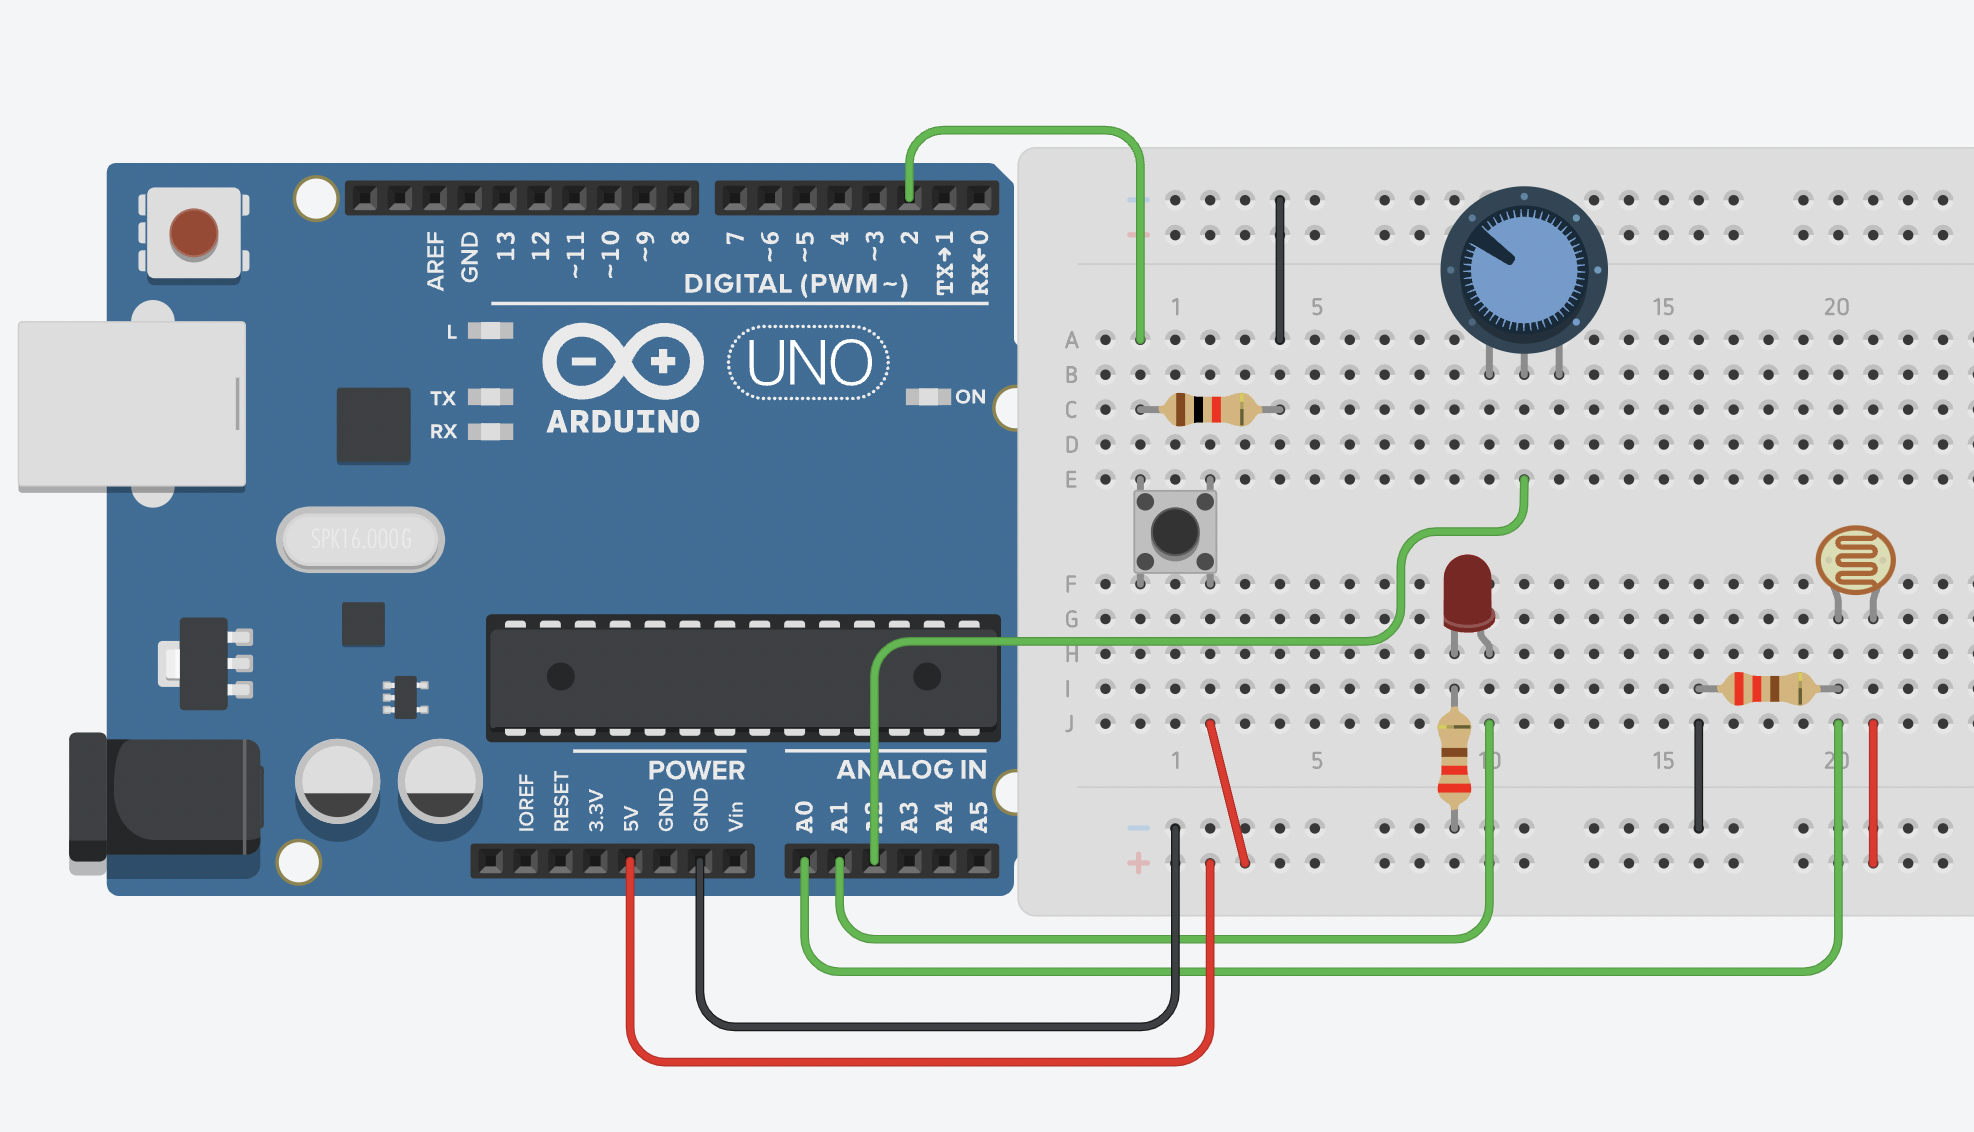 AREF
GND
13
12
~11
~10
~9
8
7
~6
~5
4
~3
2
TX→1
RX←0
DIGITAL (PWM~)
L
TX
RX
ARDUINO
UNO
ON
SPK16.000G
POWER
ANALOG IN
IOREF
RESET
3.3V
5V
GND
GND
Vin
A0
A1
A2
A3
A4
A5
1
5
15
20
A
B
C
D
E
F
G
H
I
J
1
5
10
15
20